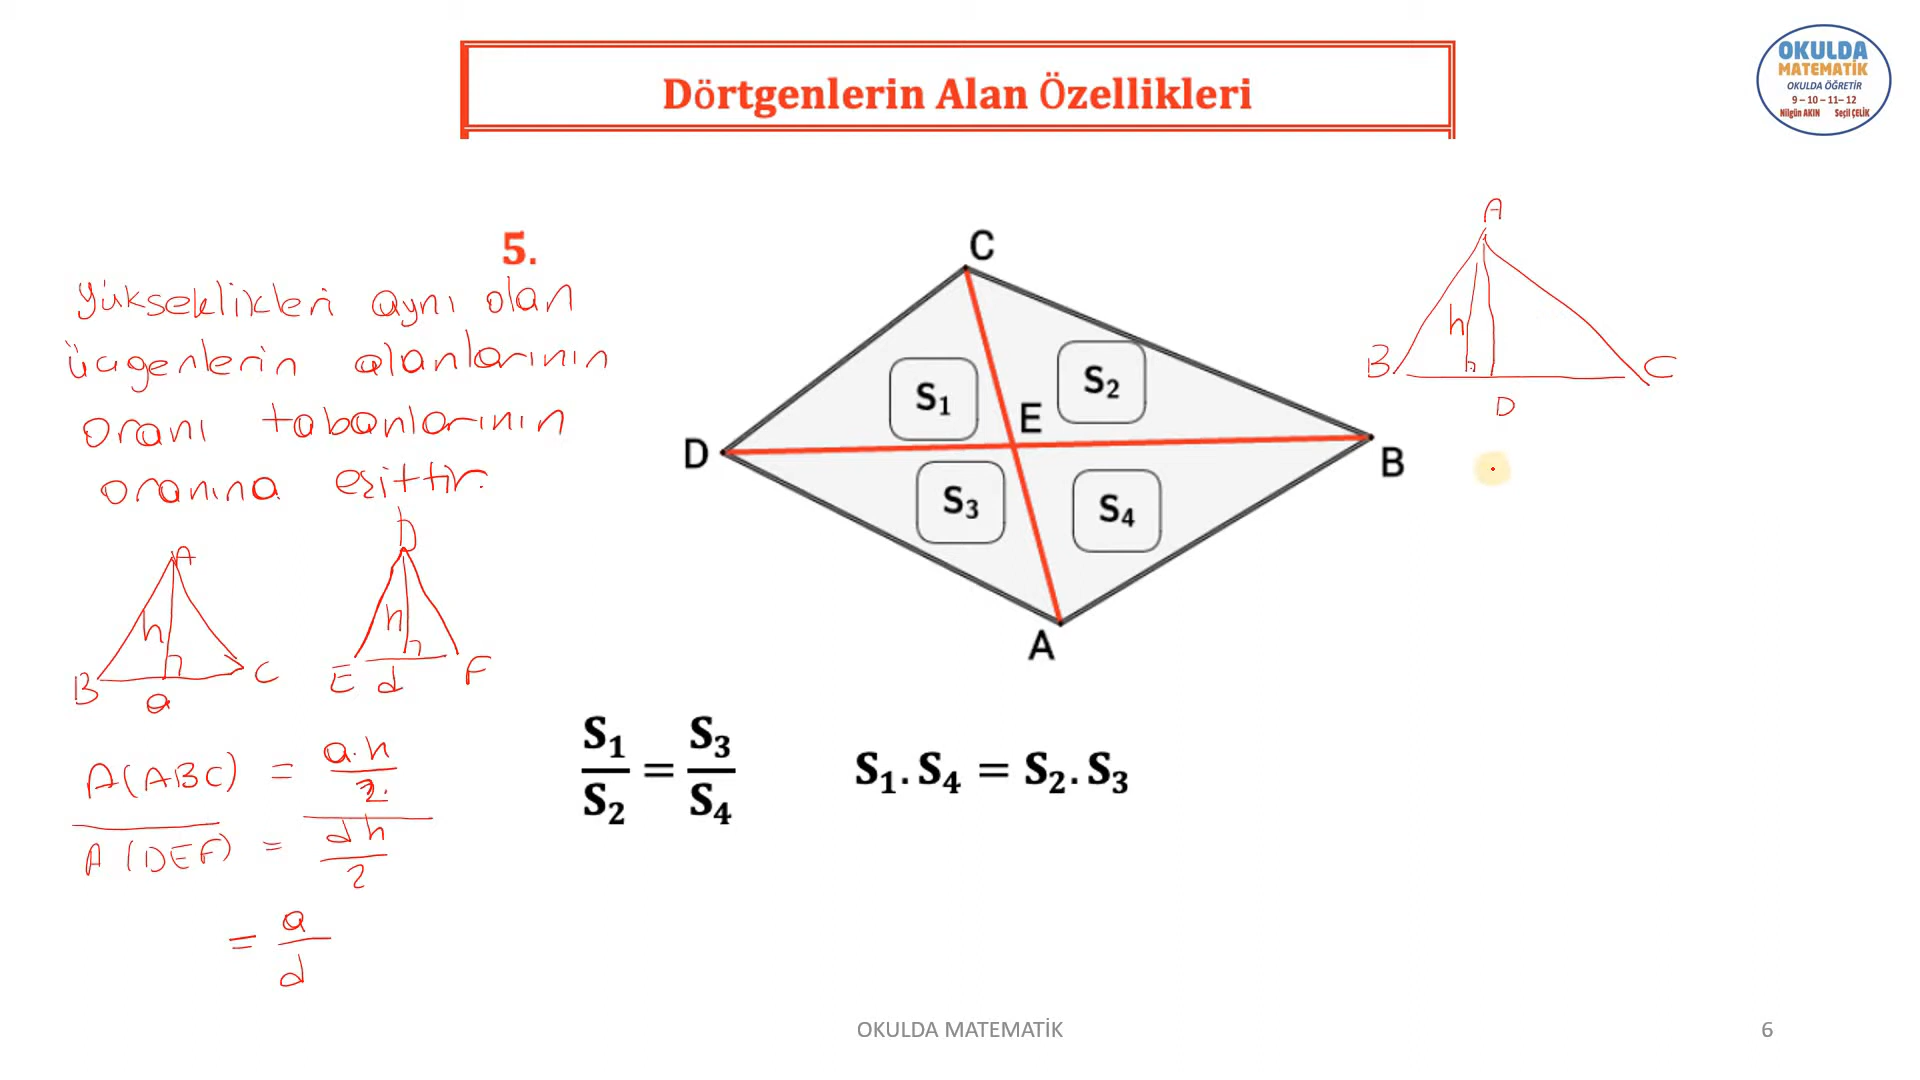 Dörtgenlerin Alan Özellikleri
OKULDA
MATEMATİK
OKULDA ÖĞRETİR
9 – 10 – 11 – 12
Nilgün AKIN Seçil ÇELİK
5.
Yükseklikleri aynı olan
üçgenlerin alanlarının
oranı tabanlarının
oranına eşittir.
A
h
B
a
C
D
h
E
d
F
A(ABC) = a.h / 2
A(DEF) = dh / 2
= a / d
C
S₁
S₂
E
D
B
S₃
S₄
A
A
h
B
C
D
S₁/S₂ = S₃/S₄
S₁.S₄ = S₂.S₃
OKULDA MATEMATİK
6